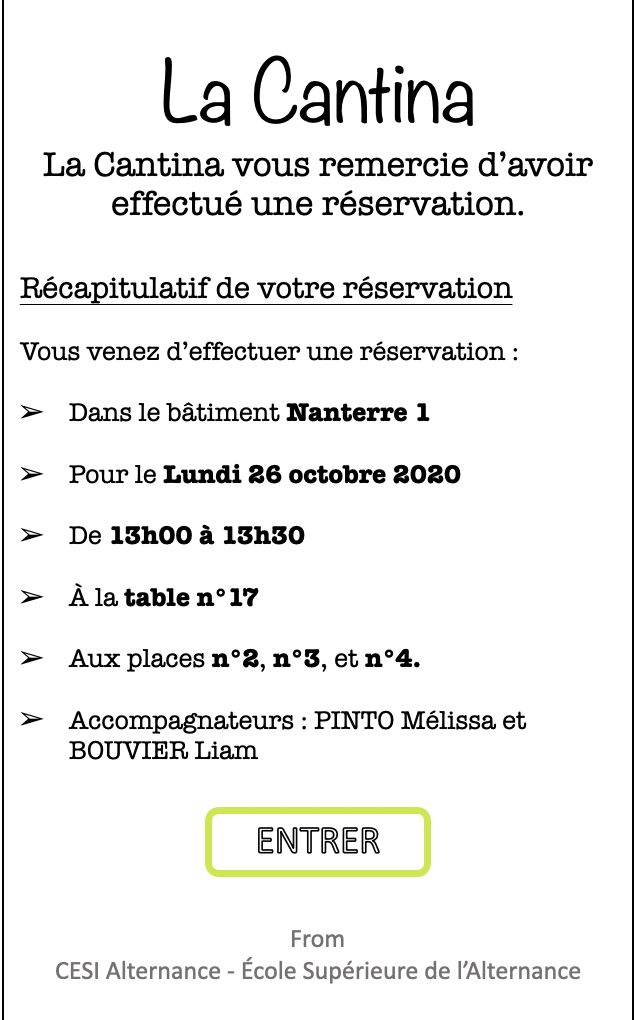 La Cantina
La Cantina vous remercie d’avoir
effectué une réservation.
Récapitulatif de votre réservation
Vous venez d’effectuer une réservation :
➢ Dans le bâtiment Nanterre 1
➢ Pour le Lundi 26 octobre 2020
➢ De 13h00 à 13h30
➢ À la table n°17
➢ Aux places n°2, n°3, et n°4.
➢ Accompagnateurs : PINTO Mélissa et
BOUVIER Liam
ENTRER
From
CESI Alternance - École Supérieure de l’Alternance